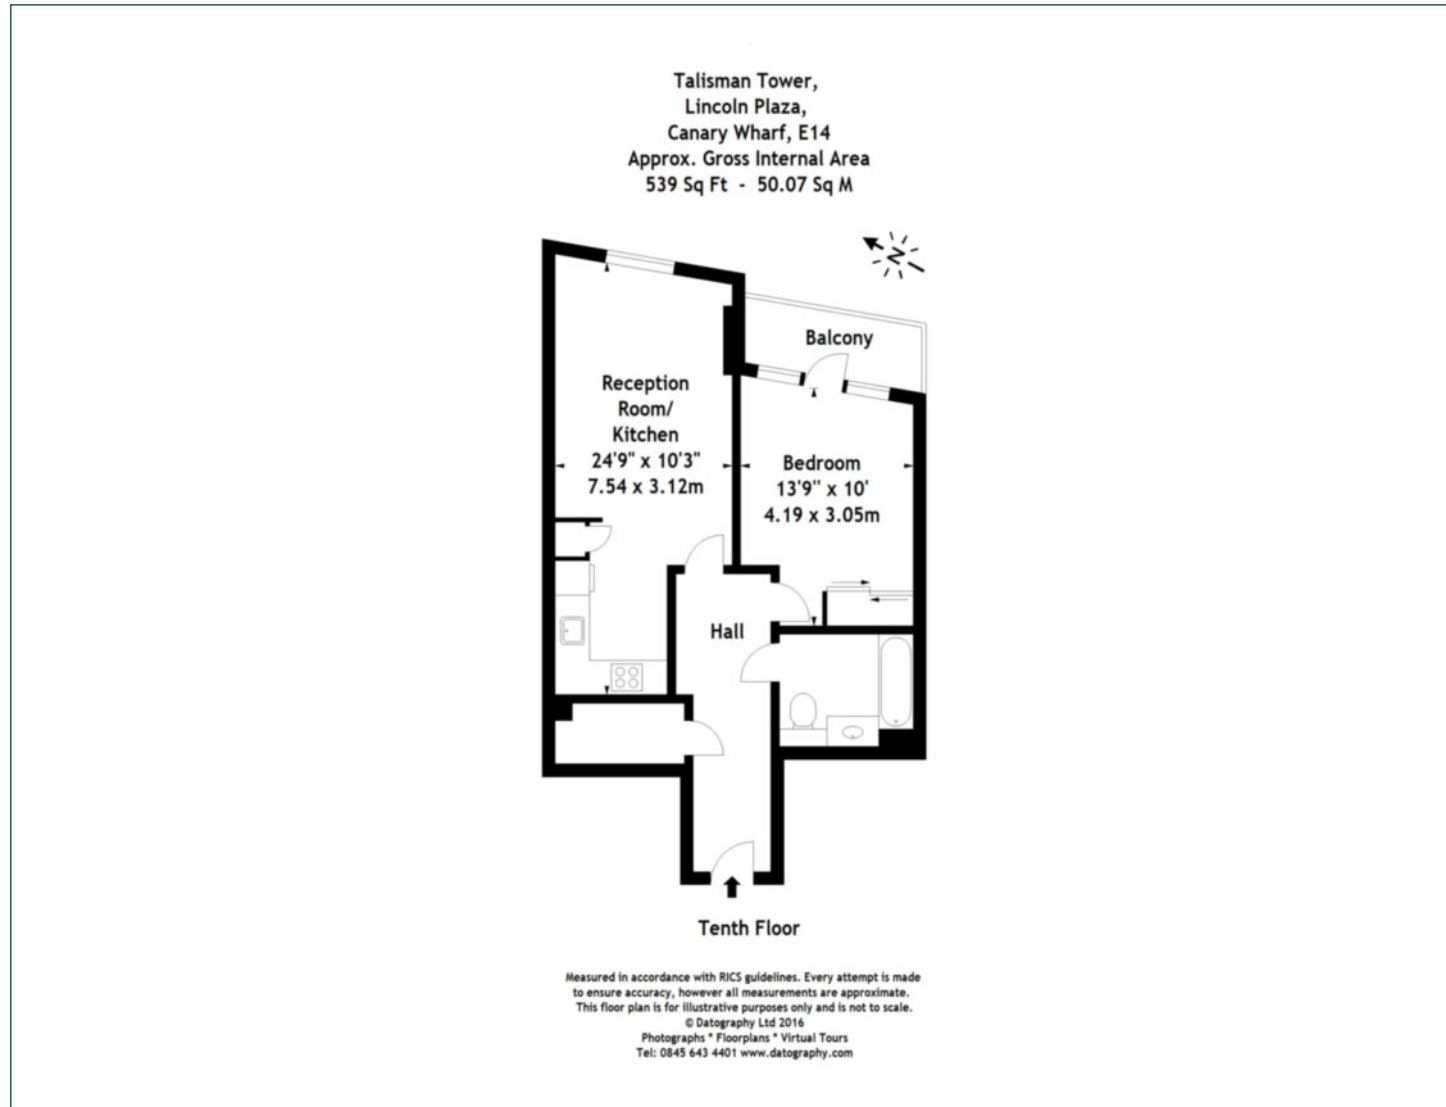 Talisman Tower,
Lincoln Plaza,
Canary Wharf, E14
Approx. Gross Internal Area
539 Sq Ft - 50.07 Sq M
N
Balcony
Reception
Room/
Kitchen
24'9" x 10'3"
7.54 x 3.12m
Bedroom
13'9" x 10'
4.19 x 3.05m
Hall
Tenth Floor
Measured in accordance with RICS guidelines. Every attempt is made
to ensure accuracy, however all measurements are approximate.
This floor plan is for illustrative purposes only and is not to scale.
© Datography Ltd 2016
Photographs * Floorplans * Virtual Tours
Tel: 0845 643 4401 www.datography.com